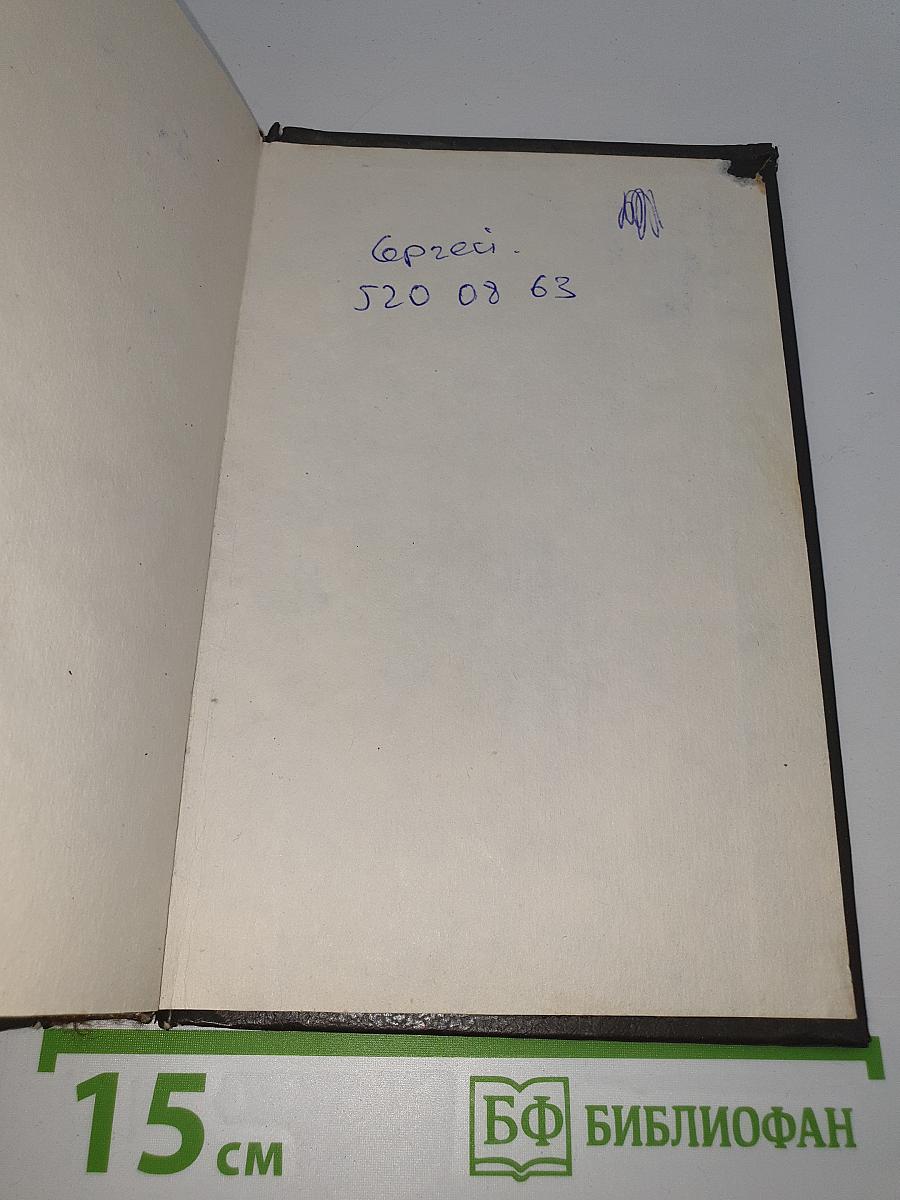 Сергей.
520 08 63
15 см
БФ БИБЛИОФАН